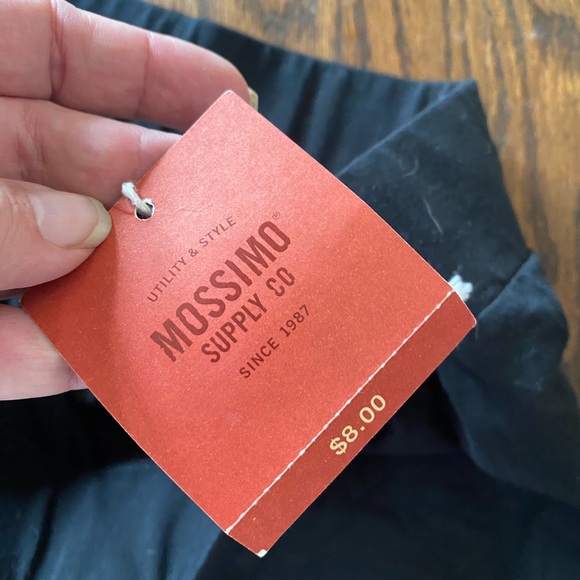 UTILITY & STYLE
MOSSIMO®
SUPPLY CO
SINCE 1987
$8.00